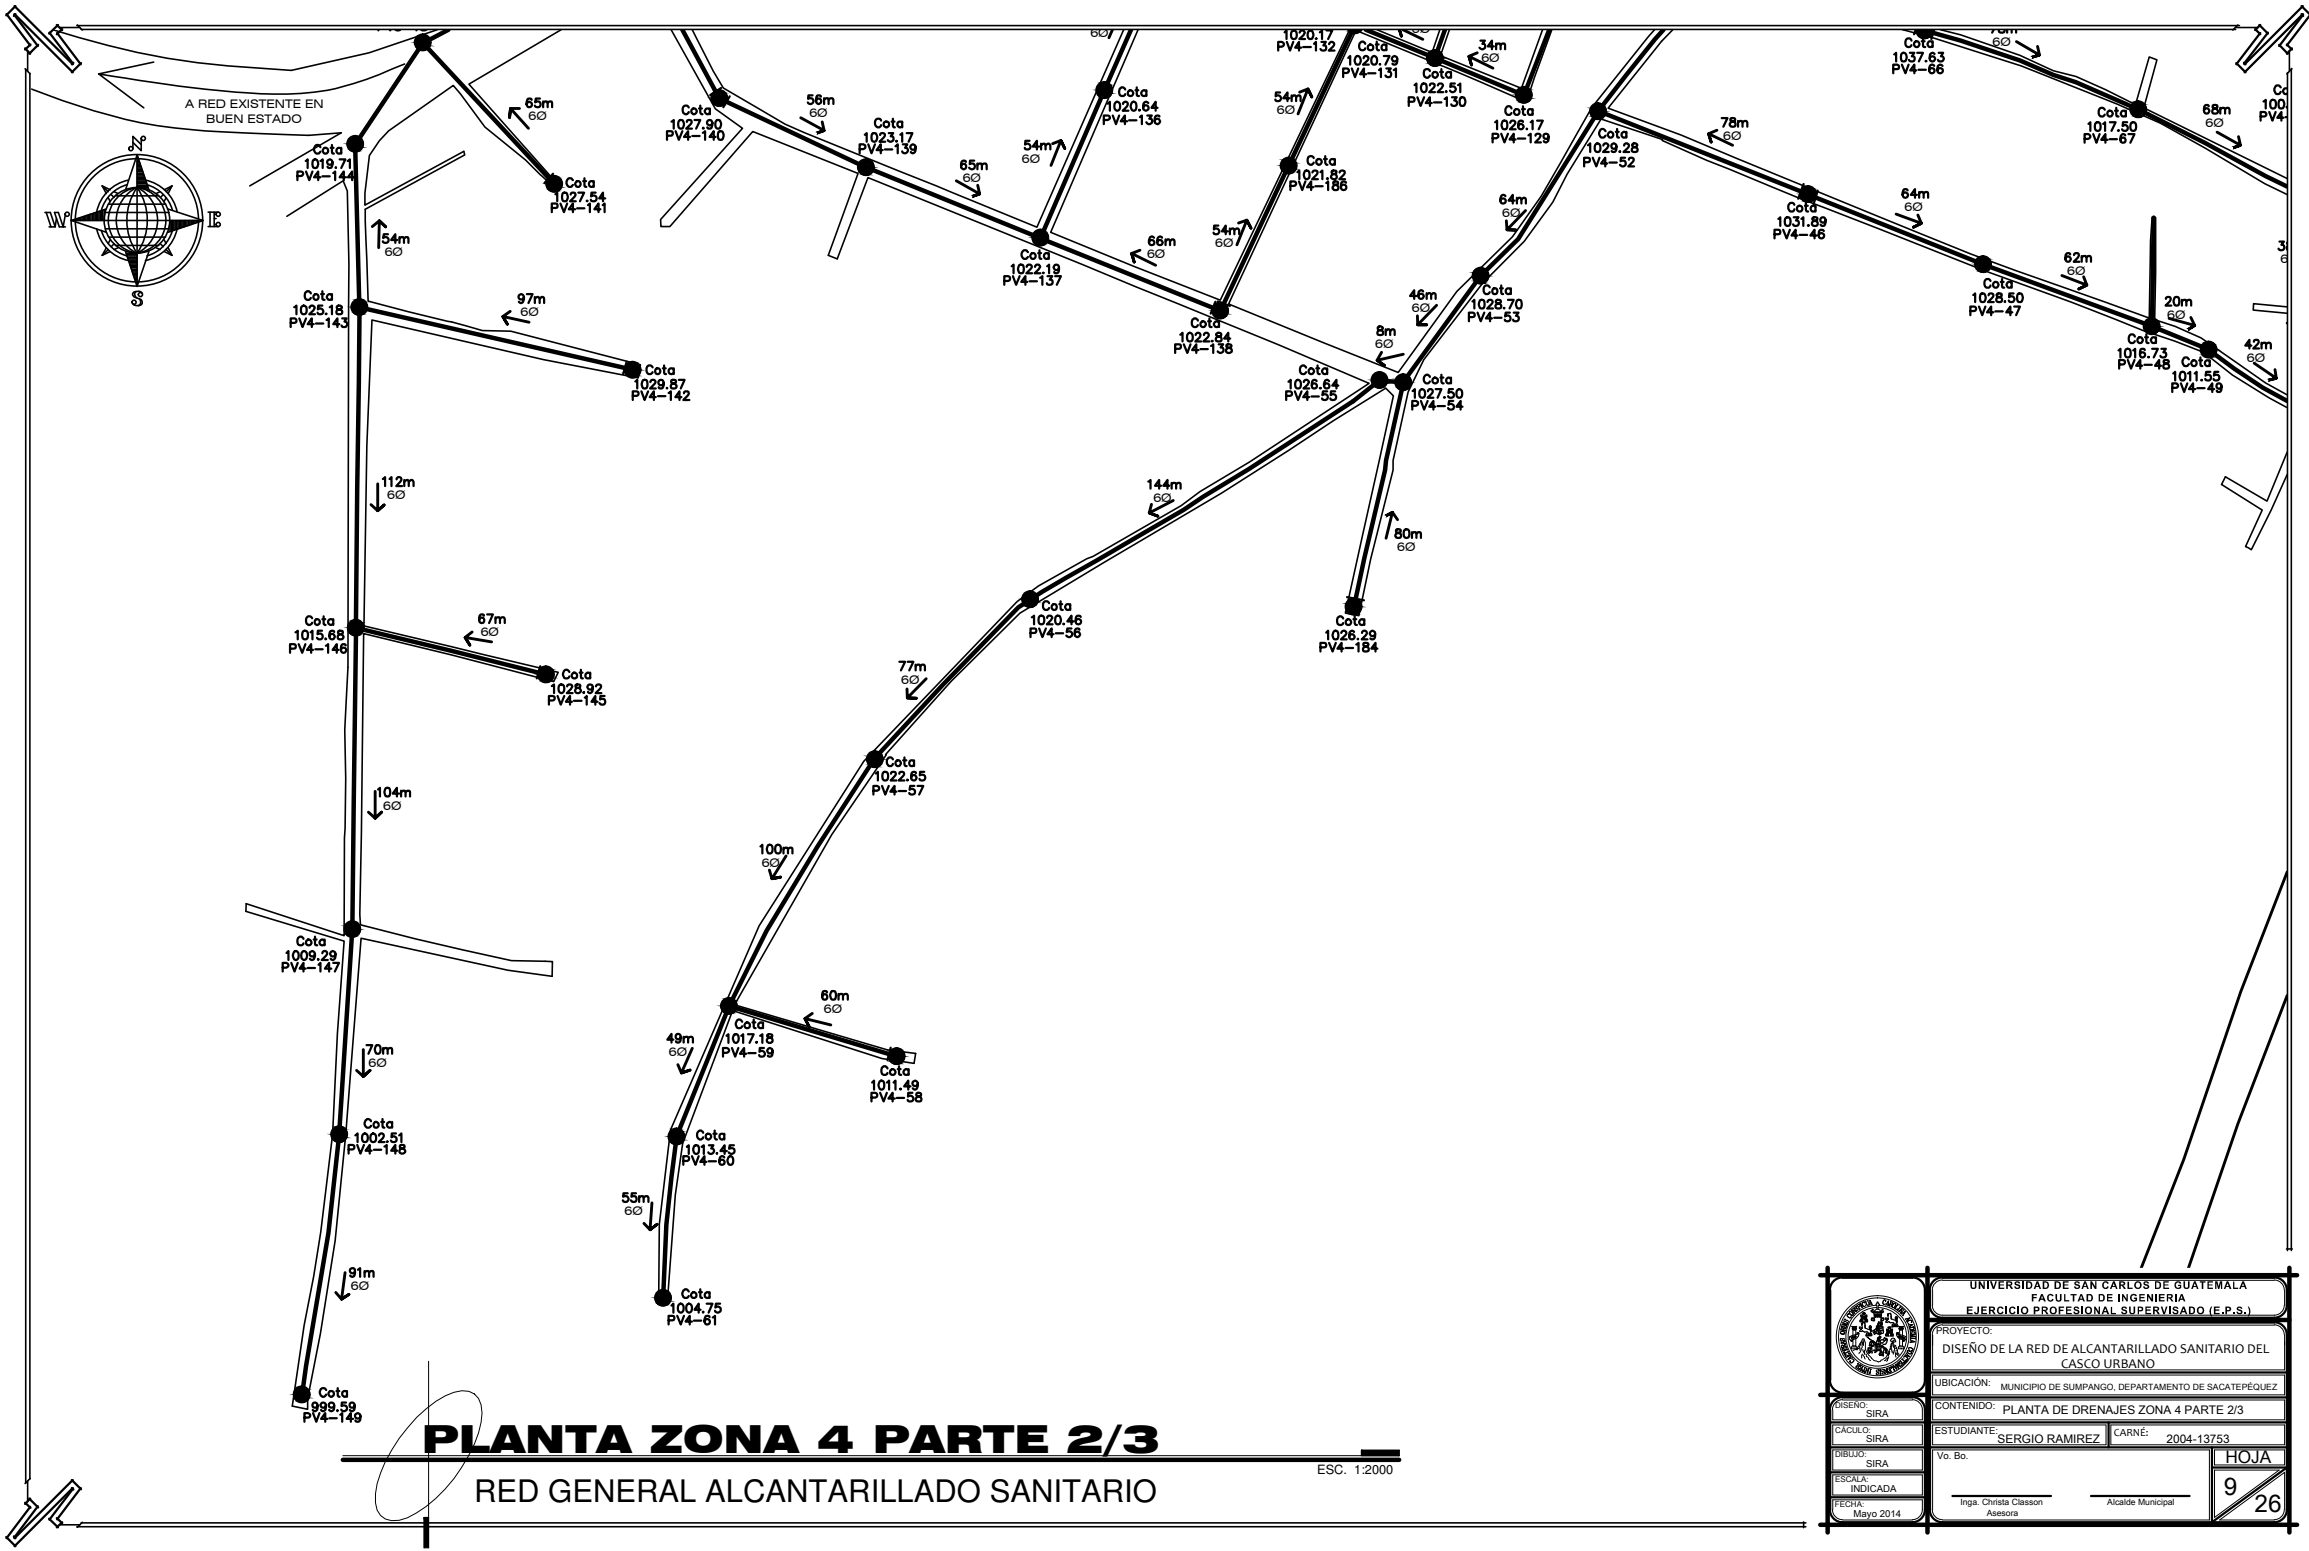 A RED EXISTENTE EN
BUEN ESTADO
N
W
E
S
65m
6Ø
Cota
1027.54
PV4-141
Cota
1019.71
PV4-144
54m
6Ø
Cota
1025.18
PV4-143
97m
6Ø
Cota
1029.87
PV4-142
112m
6Ø
Cota
1015.68
PV4-146
67m
6Ø
Cota
1028.92
PV4-145
104m
6Ø
Cota
1009.29
PV4-147
70m
6Ø
Cota
1002.51
PV4-148
91m
6Ø
Cota
999.59
PV4-149
Cota
1027.90
PV4-140
56m
6Ø
Cota
1023.17
PV4-139
65m
6Ø
6Ø
Cota
1020.64
PV4-136
54m
6Ø
Cota
1022.19
PV4-137
66m
6Ø
Cota
1022.84
PV4-138
54m
6Ø
Cota
1021.82
PV4-186
54m
6Ø
1020.17
PV4-132
Cota
1020.79
PV4-131
Cota
1022.51
PV4-130
34m
6Ø
Cota
1026.17
PV4-129
Cota
1029.28
PV4-52
64m
6Ø
Cota
1028.70
PV4-53
46m
6Ø
8m
6Ø
Cota
1026.64
PV4-55
Cota
1027.50
PV4-54
80m
6Ø
Cota
1026.29
PV4-184
144m
6Ø
Cota
1020.46
PV4-56
77m
6Ø
Cota
1022.65
PV4-57
100m
6Ø
Cota
1017.18
PV4-59
60m
6Ø
Cota
1011.49
PV4-58
49m
6Ø
Cota
1013.45
PV4-60
55m
6Ø
Cota
1004.75
PV4-61
78m
6Ø
Cota
1031.89
PV4-46
64m
6Ø
Cota
1028.50
PV4-47
62m
6Ø
Cota
1016.73
PV4-48
20m
6Ø
Cota
1011.55
PV4-49
42m
6Ø
Cota
1037.63
PV4-66
6Ø
Cota
1017.50
PV4-67
68m
6Ø
PLANTA ZONA 4 PARTE 2/3
ESC. 1:2000
RED GENERAL ALCANTARILLADO SANITARIO
UNIVERSIDAD DE SAN CARLOS DE GUATEMALA
FACULTAD DE INGENIERIA
EJERCICIO PROFESIONAL SUPERVISADO (E.P.S.)
PROYECTO:
DISEÑO DE LA RED DE ALCANTARILLADO SANITARIO DEL
CASCO URBANO
UBICACIÓN: MUNICIPIO DE SUMPANGO, DEPARTAMENTO DE SACATEPÉQUEZ
DISEÑO:
SIRA
CONTENIDO: PLANTA DE DRENAJES ZONA 4 PARTE 2/3
CÁCULO:
SIRA
ESTUDIANTE: SERGIO RAMIREZ
CARNÉ: 2004-13753
DIBUJO:
SIRA
Vo. Bo.
HOJA
9
26
ESCALA:
INDICADA
FECHA:
Mayo 2014
Inga. Christa Classon
Asesora
Alcalde Municipal